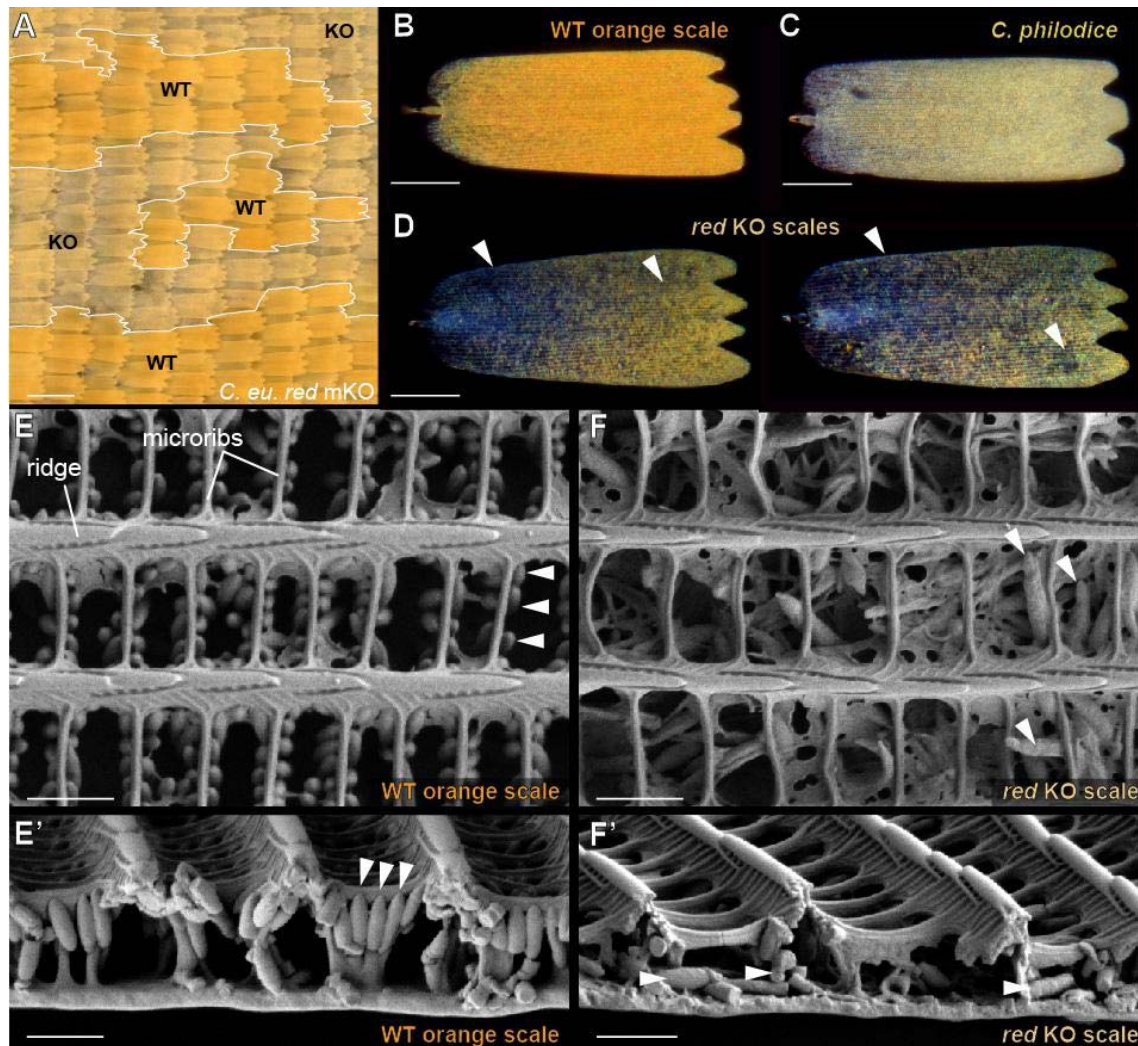 A
KO
WT
WT
KO
WT
C. eu. red mKO
B
WT orange scale
C
C. philodice
D
red KO scales
E
microribs
ridge
WT orange scale
F
red KO scale
E’
WT orange scale
F’
red KO scale